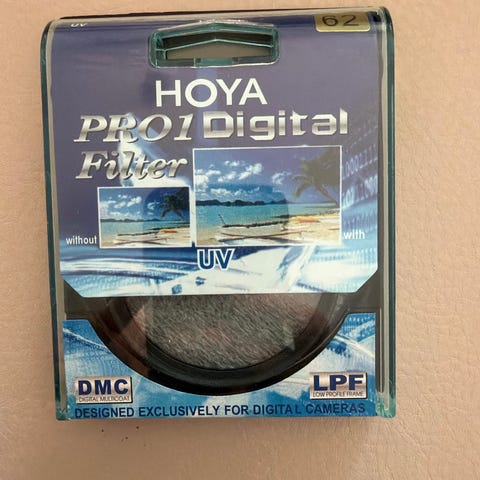 UV
62
HOYA
PRO1 Digital
Filter
without
with
UV
DMC
DIGITAL MULTICOAT
LPF
LOW PROFILE FRAME
DESIGNED EXCLUSIVELY FOR DIGITAL CAMERAS